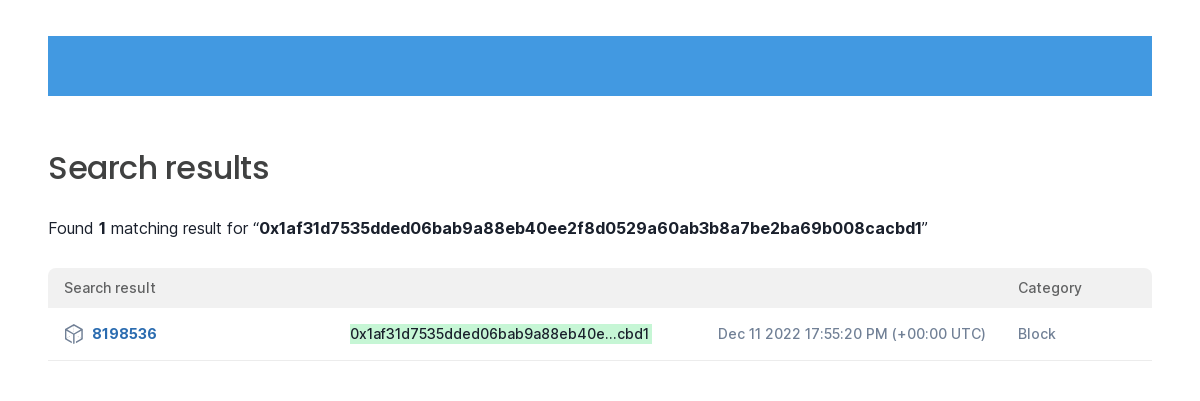 Search results
Found 1 matching result for “0x1af31d7535dded06bab9a88eb40ee2f8d0529a60ab3b8a7be2ba69b008cacbd1”
Search result Category
8198536 0x1af31d7535dded06bab9a88eb40e...cbd1 Dec 11 2022 17:55:20 PM (+00:00 UTC) Block